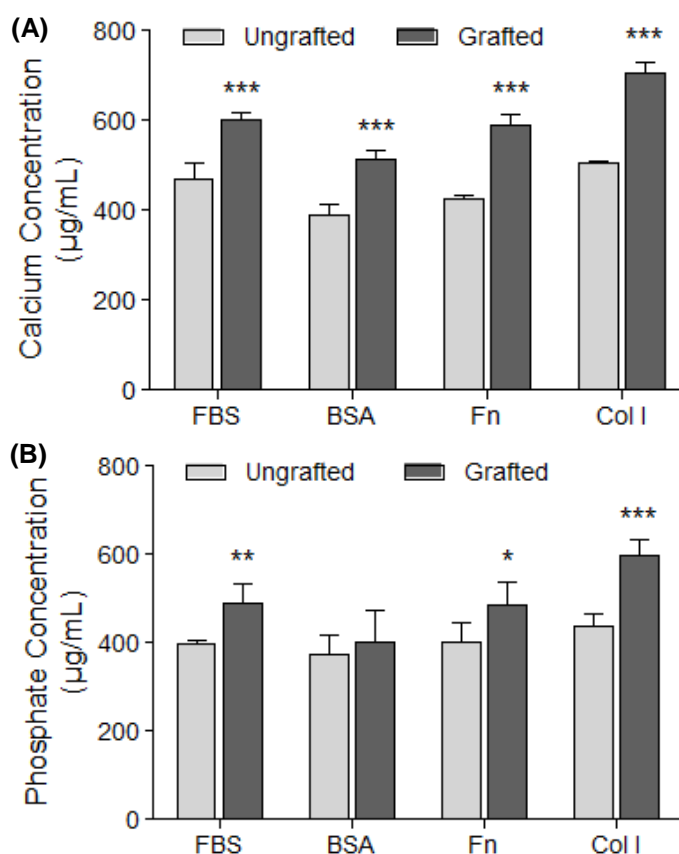 (A)
800
Ungrafted
Grafted
***
***
***
***
600
400
200
0
Calcium Concentration
(µg/mL)
FBS
BSA
Fn
Col I
(B)
800
Ungrafted
Grafted
**
*
***
600
400
200
0
Phosphate Concentration
(µg/mL)
FBS
BSA
Fn
Col I